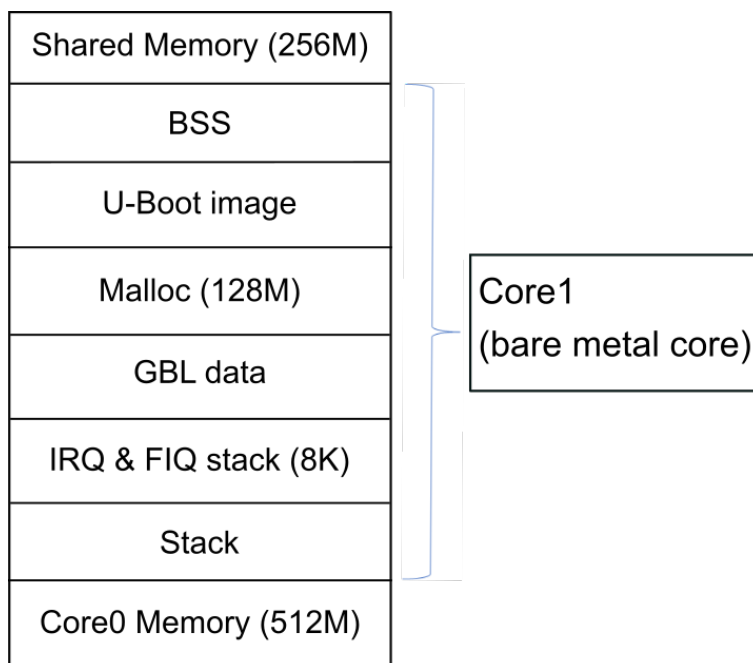 Shared Memory (256M)
BSS
U-Boot image
Malloc (128M)
GBL data
IRQ & FIQ stack (8K)
Stack
Core0 Memory (512M)
Core1
(bare metal core)